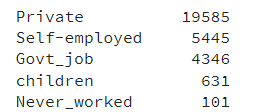 Private 19585
Self-employed 5445
Govt_job 4346
children 631
Never_worked 101